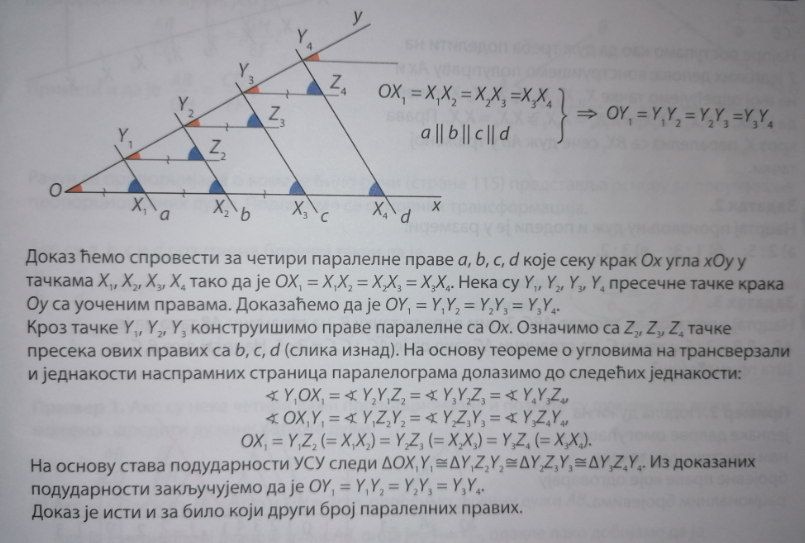 y
Y₄
Y₃
Z₄
Y₂
Z₃
Y₁
Z₂
O
X₁
a
X₂
b
X₃
c
X₄
d
x
OX₁ = X₁X₂ = X₂X₃ =X₃X₄
a ∥ b ∥ c ∥ d
⇒ OY₁ = Y₁Y₂ = Y₂Y₃ =Y₃Y₄
Доказ ћемо спровести за четири паралелне праве a, b, c, d које секу крак Ox угла xOy у
тачкама X₁, X₂, X₃, X₄ тако да је OX₁ = X₁X₂ = X₂X₃ = X₃X₄. Нека су Y₁, Y₂, Y₃, Y₄ пресечне тачке крака
Oy са уоченим правама. Доказаћемо да је OY₁ = Y₁Y₂ = Y₂Y₃ = Y₃Y₄.
Кроз тачке Y₁, Y₂, Y₃ конструишимо праве паралелне са Ox. Означимо са Z₂, Z₃, Z₄ тачке
пресека ових правих са b, c, d (слика изнад). На основу теореме о угловима на трансверзали
и једнакости наспрамних страница паралелограма долазимо до следећих једнакости:
∢ Y₁OX₁ = ∢ Y₂Y₁Z₂ = ∢ Y₃Y₂Z₃ = ∢ Y₄Y₃Z₄,
∢ OX₁Y₁ = ∢ Y₁Z₂Y₂ = ∢ Y₂Z₃Y₃ = ∢ Y₃Z₄Y₄,
OX₁ = Y₁Z₂ (= X₁X₂) = Y₂Z₃ (= X₂X₃) = Y₃Z₄ (= X₃X₄).
На основу става подударности УСУ следи ΔOX₁Y₁≅ΔY₁Z₂Y₂≅ΔY₂Z₃Y₃≅ΔY₃Z₄Y₄. Из доказаних
подударности закључујемо да је OY₁ = Y₁Y₂ = Y₂Y₃ = Y₃Y₄.
Доказ је исти и за било који други број паралелних правих.